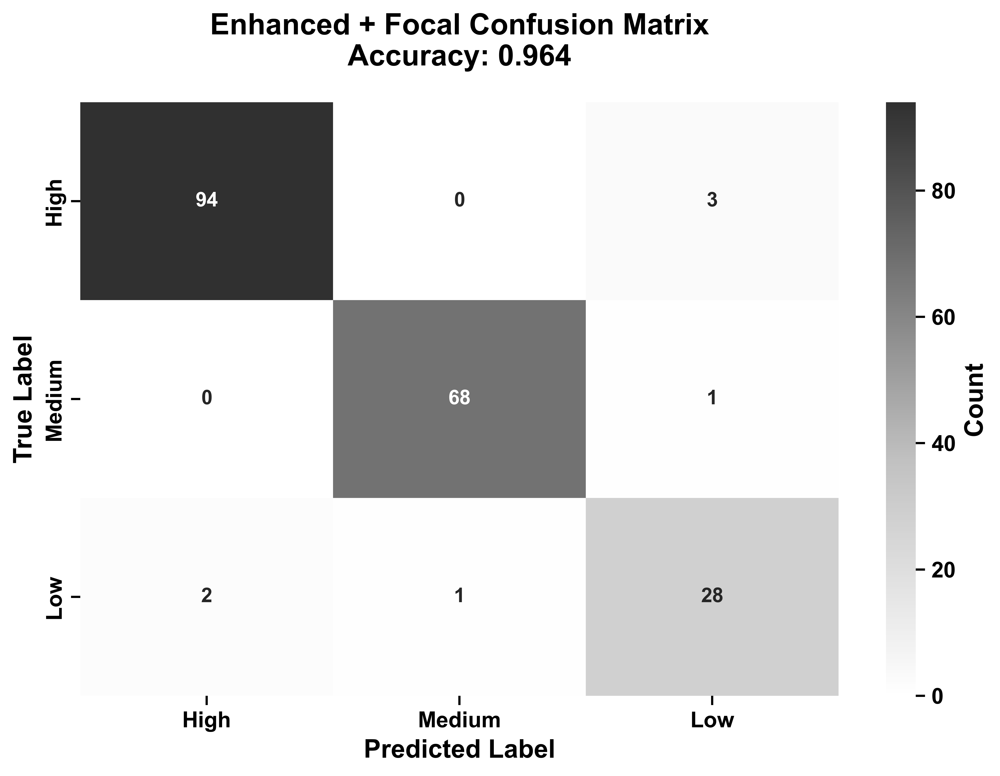 Enhanced + Focal Confusion Matrix
Accuracy: 0.964
True Label
High
94
0
3
Medium
0
68
1
Low
2
1
28
High
Medium
Low
Predicted Label
80
60
40
20
0
Count